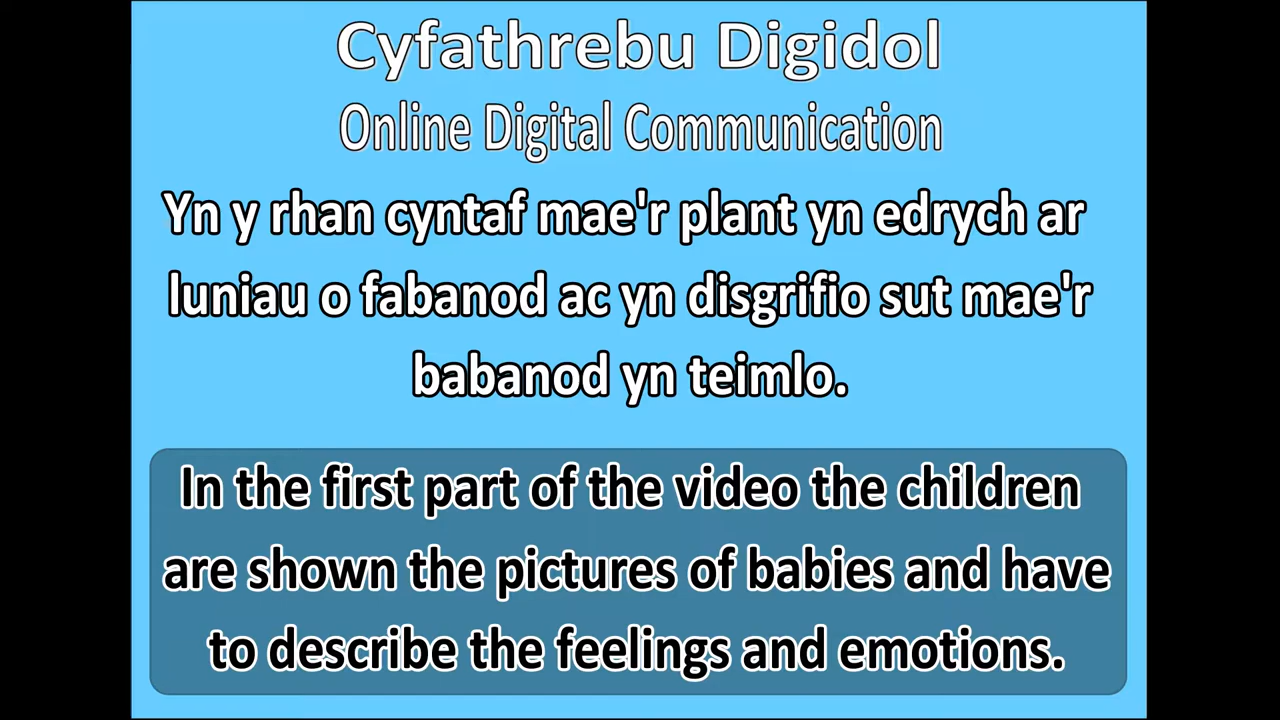 Cyfathrebu Digidol
Online Digital Communication
Yn y rhan cyntaf mae'r plant yn edrych ar
luniau o fabanod ac yn disgrifio sut mae'r
babanod yn teimlo.
In the first part of the video the children
are shown the pictures of babies and have
to describe the feelings and emotions.